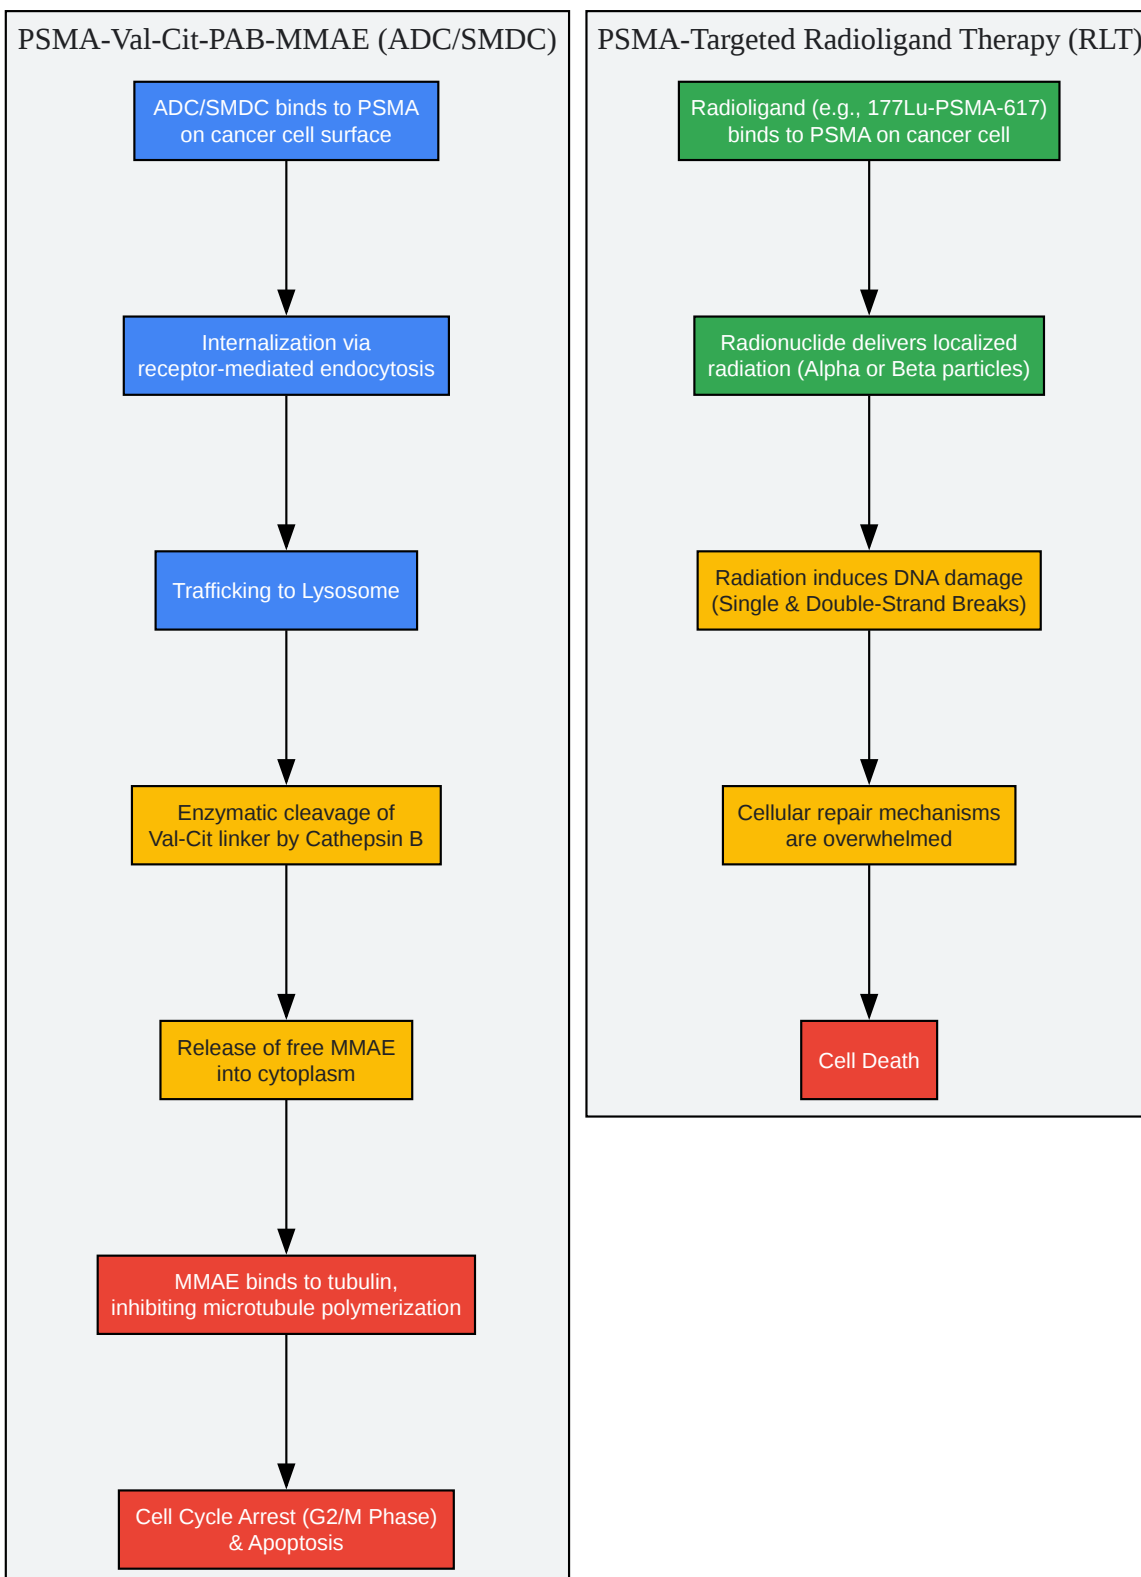 PSMA-Val-Cit-PAB-MMAE (ADC/SMDC)
ADC/SMDC binds to PSMA
on cancer cell surface
Internalization via
receptor-mediated endocytosis
Trafficking to Lysosome
Enzymatic cleavage of
Val-Cit linker by Cathepsin B
Release of free MMAE
into cytoplasm
MMAE binds to tubulin,
inhibiting microtubule polymerization
Cell Cycle Arrest (G2/M Phase)
& Apoptosis
PSMA-Targeted Radioligand Therapy (RLT)
Radioligand (e.g., 177Lu-PSMA-617)
binds to PSMA on cancer cell
Radionuclide delivers localized
radiation (Alpha or Beta particles)
Radiation induces DNA damage
(Single & Double-Strand Breaks)
Cellular repair mechanisms
are overwhelmed
Cell Death